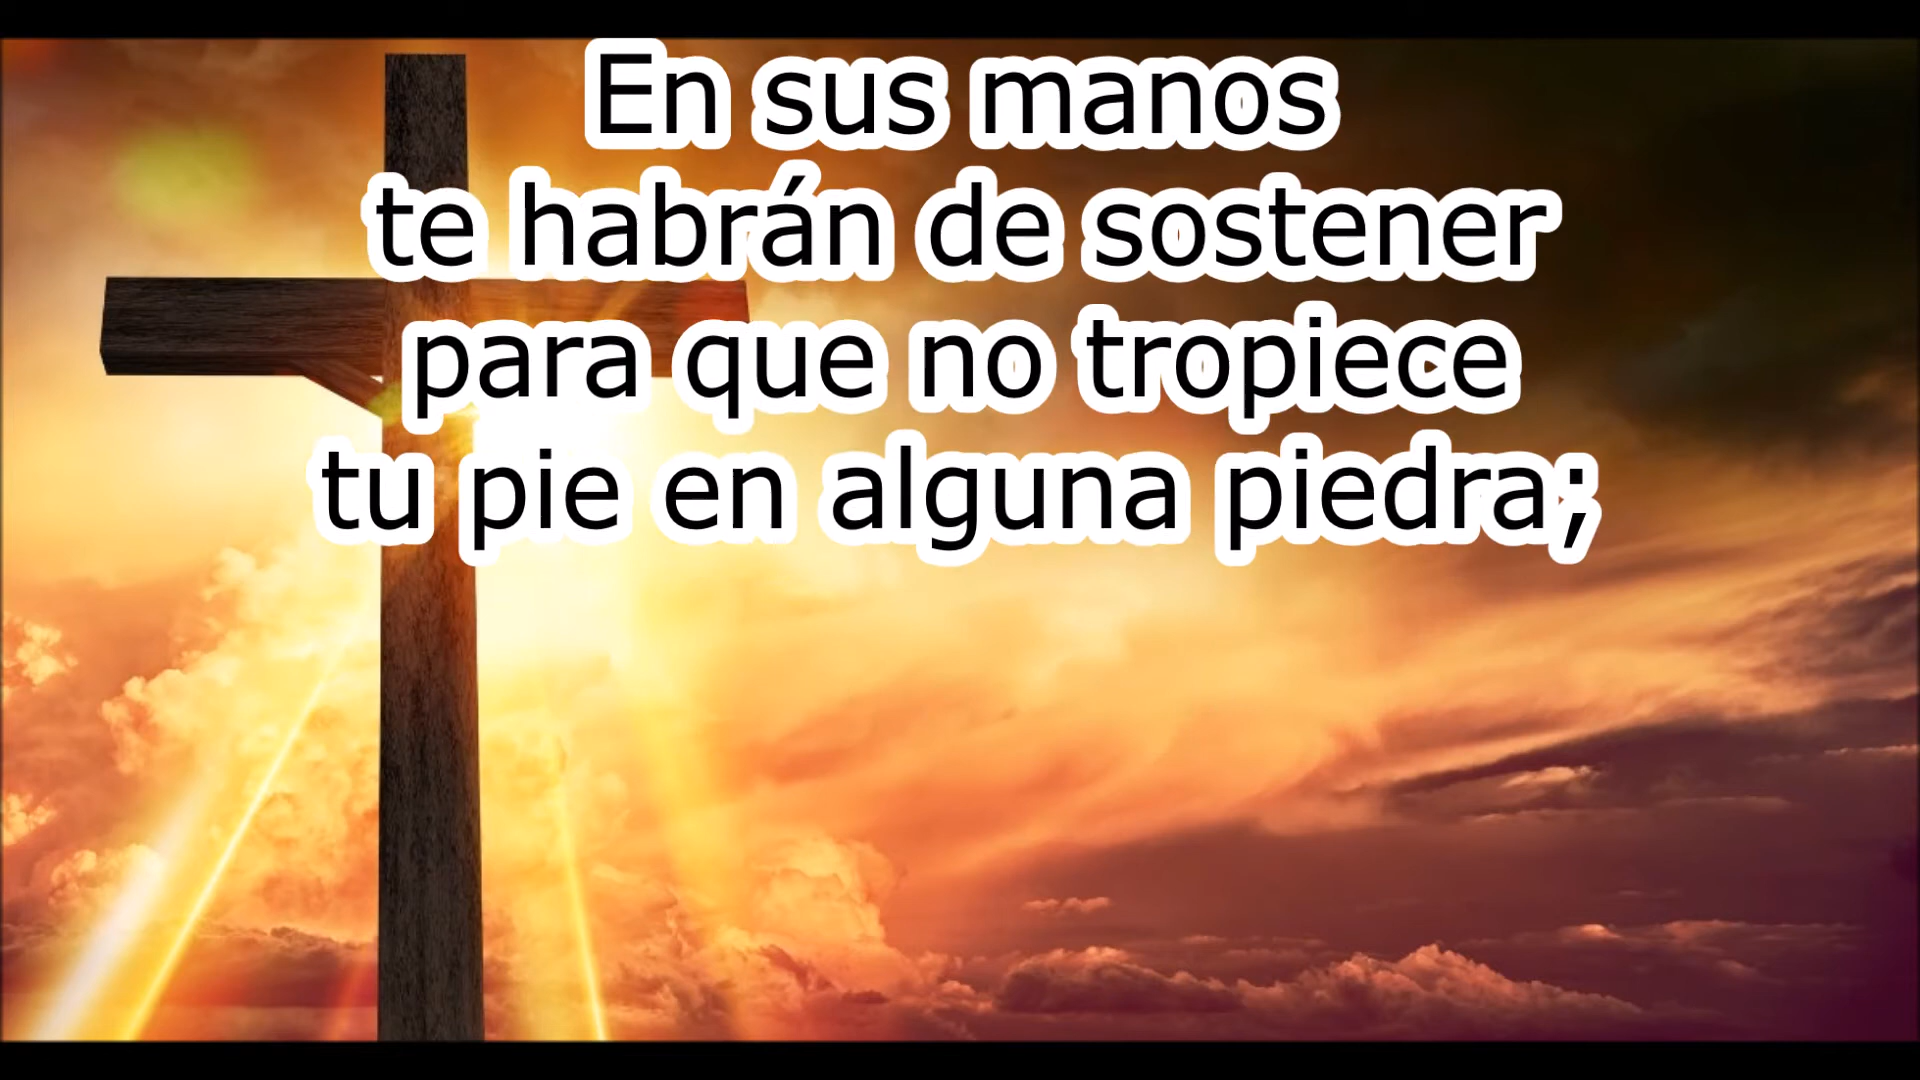 En sus manos
te habrán de sostener
para que no tropiece
tu pie en alguna piedra;